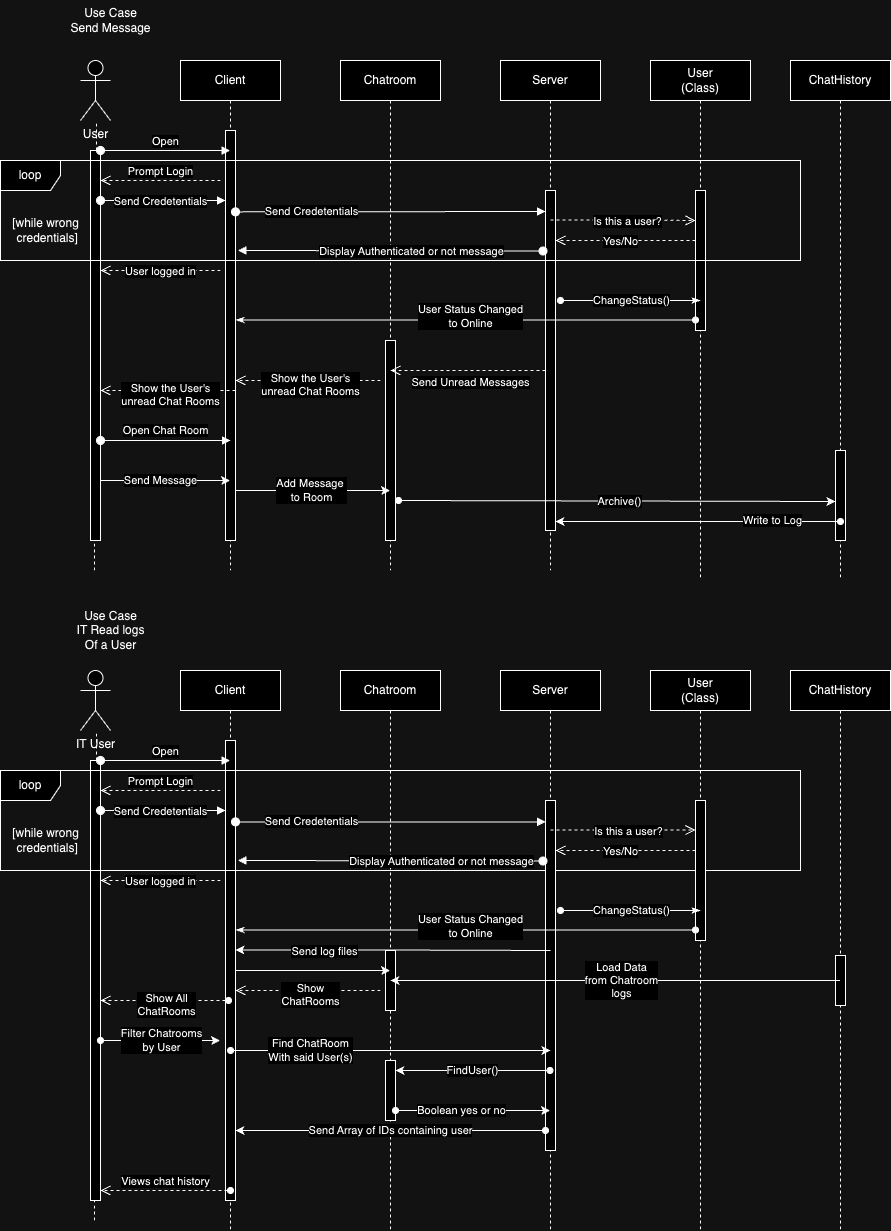 Use Case
Send Message
Client
Chatroom
Server
User
(Class)
ChatHistory
User
Open
loop
Prompt Login
Send Credetentials
Send Credetentials
[while wrong
credentials]
Is this a user?
Yes/No
Display Authenticated or not message
User logged in
ChangeStatus()
User Status Changed
to Online
Show the User's
unread Chat Rooms
Show the User's
unread Chat Rooms
Send Unread Messages
Open Chat Room
Send Message
Add Message
to Room
Archive()
Write to Log
Use Case
IT Read logs
Of a User
Client
Chatroom
Server
User
(Class)
ChatHistory
IT User
Open
loop
Prompt Login
Send Credetentials
Send Credetentials
[while wrong
credentials]
Is this a user?
Yes/No
Display Authenticated or not message
User logged in
ChangeStatus()
User Status Changed
to Online
Send log files
Load Data
from Chatroom
logs
Show
ChatRooms
Show All
ChatRooms
Filter Chatrooms
by User
Find ChatRoom
With said User(s)
FindUser()
Boolean yes or no
Send Array of IDs containing user
Views chat history